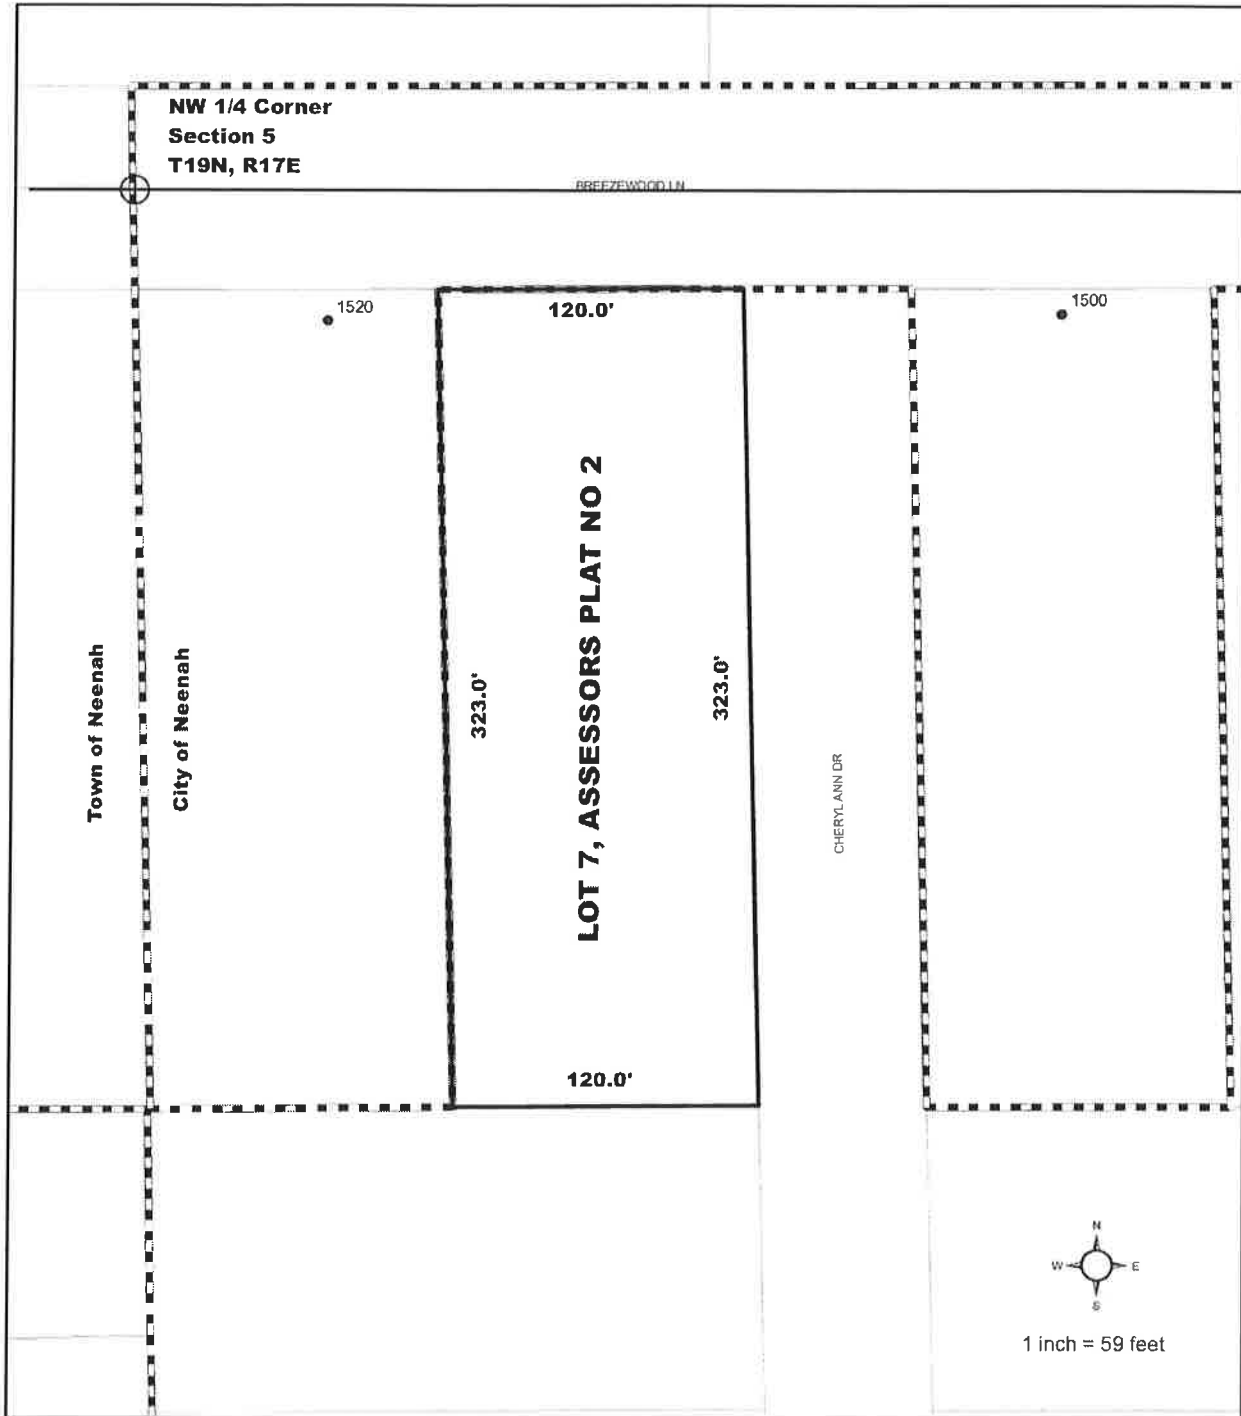 NW 1/4 Corner
Section 5
T19N, R17E
BREEZEWOOD LN
1520
120.0'
1500
LOT 7, ASSESSORS PLAT NO 2
323.0'
323.0'
Town of Neenah
City of Neenah
CHERYL ANN DR
120.0'
N
W
E
S
1 inch = 59 feet